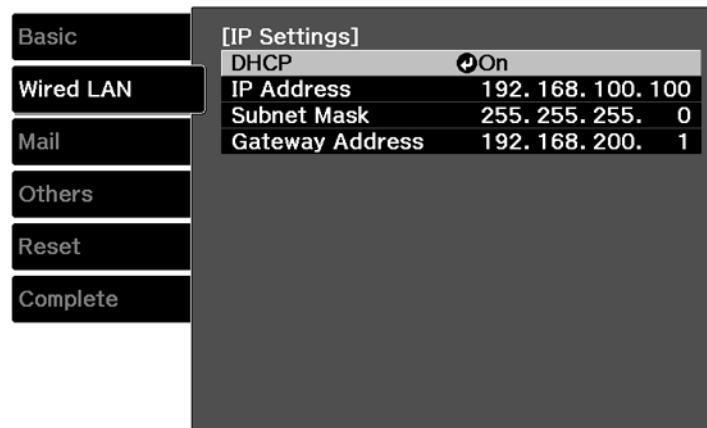 Basic
Wired LAN
Mail
Others
Reset
Complete
[IP Settings]
DHCP On
IP Address 192. 168. 100. 100
Subnet Mask 255. 255. 255. 0
Gateway Address 192. 168. 200. 1